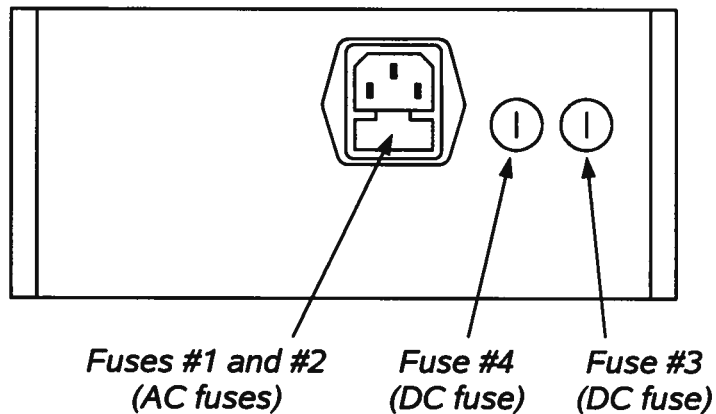 Fuses #1 and #2
(AC fuses)
Fuse #4
(DC fuse)
Fuse #3
(DC fuse)